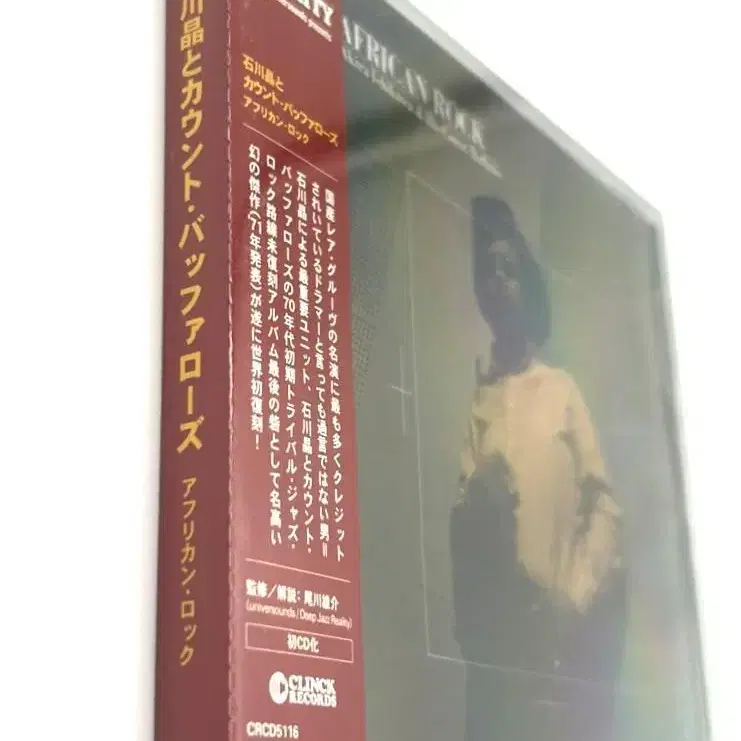 川晶とカウント・バッファローズ アフリカン・ロック
石川晶と
カウント・バッファローズ
アフリカン・ロック
国産レア・グルーヴの名演に最も多くクレジット
されいているドラマーと言っても過言ではない男=
石川晶による最重要ユニット、石川晶とカウント・
バッファローズの70年代初期トライバル・ジャズ・
ロック路線未復刻アルバム最後の砦として名高い
幻の傑作(71年発表)が遂に世界初復刻!
監修/解説:尾川雄介
(universounds / Deep Jazz Reality)
初CD化
CLINCK
RECORDS
CRCD5116
AFRICAN ROCK